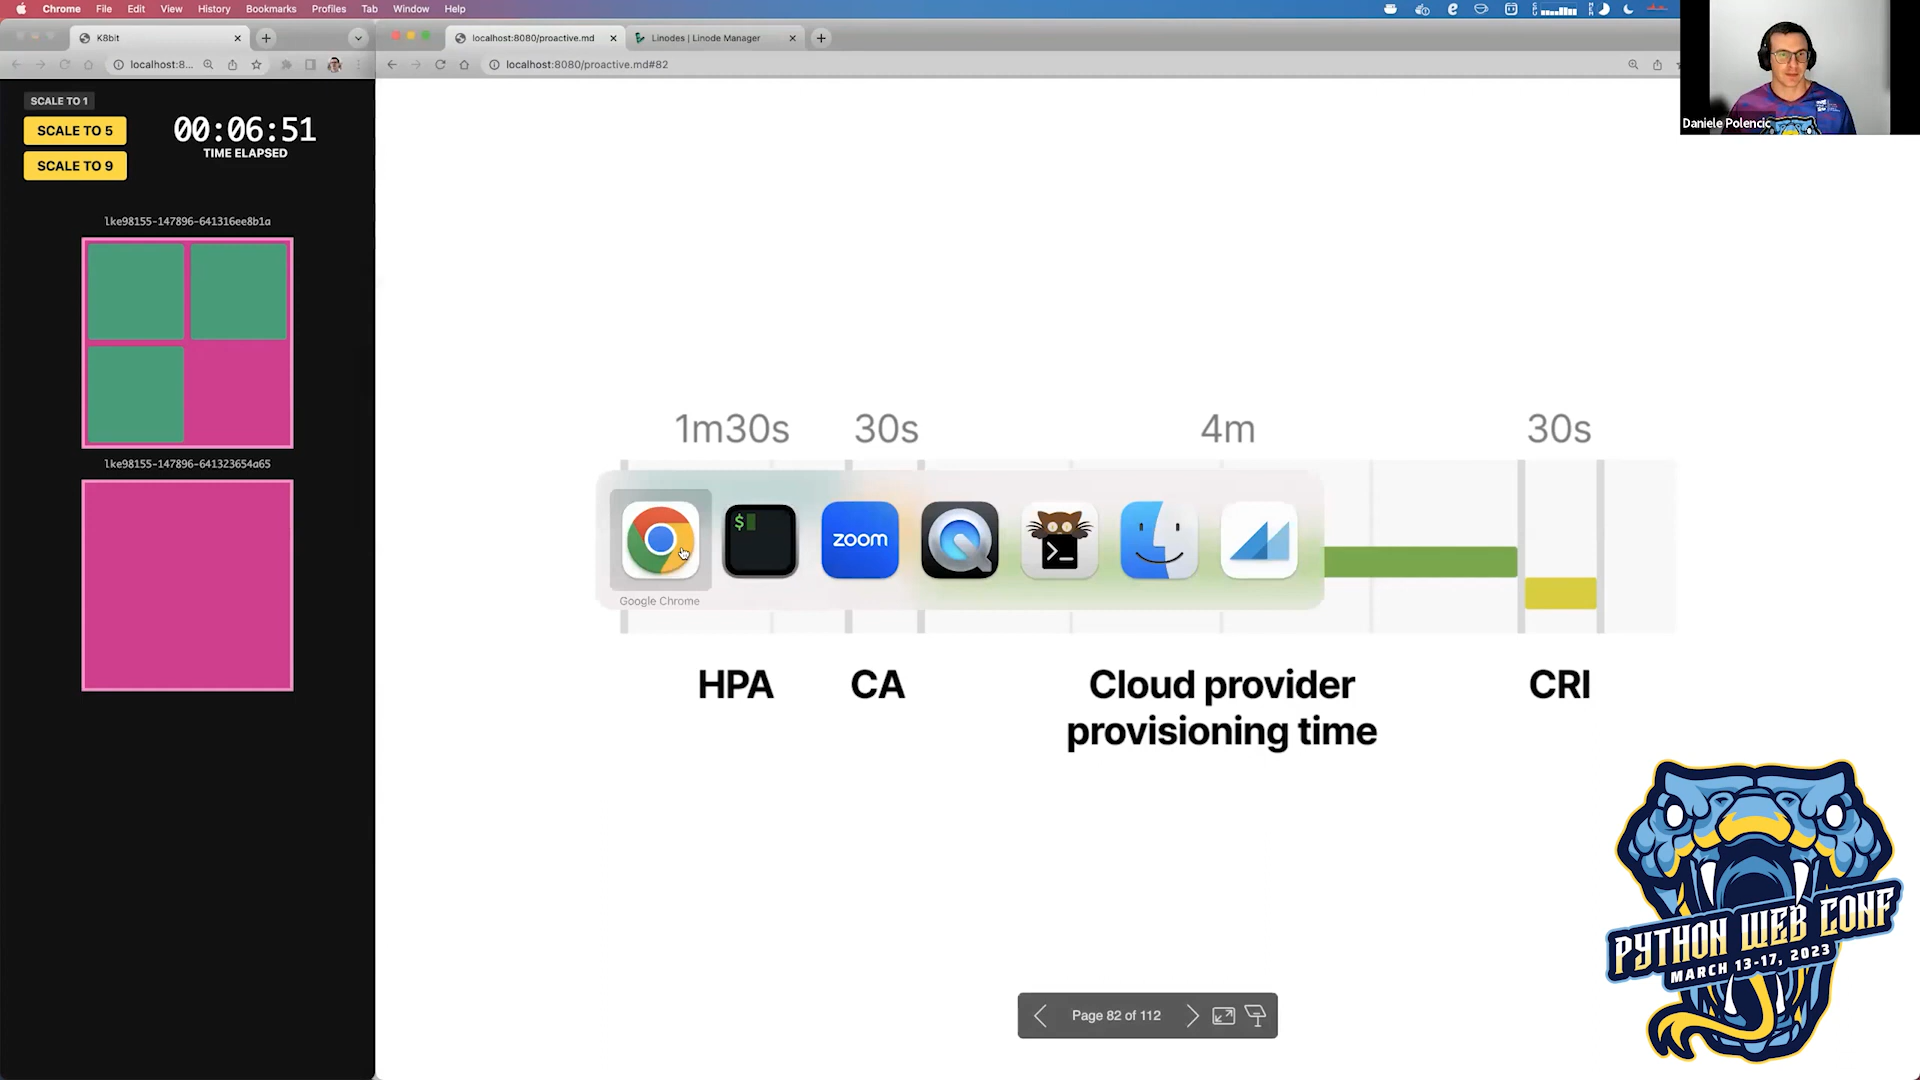 Chrome File Edit View History Bookmarks Profiles Tab Window Help
K8bit
localhost:8080/proactive.md
Linodes | Linode Manager
localhost:8...
localhost:8080/proactive.md#82
SCALE TO 1
SCALE TO 5
SCALE TO 9
00:06:51
TIME ELAPSED
lke98155-147896-641316ee8b1a
lke98155-147896-641323654a65
Daniele Polencic
1m30s 30s 4m 30s
$
zoom
>_
Google Chrome
HPA CA Cloud provider
provisioning time
CRI
Page 82 of 112
PYTHON WEB CONF
MARCH 13-17, 2023